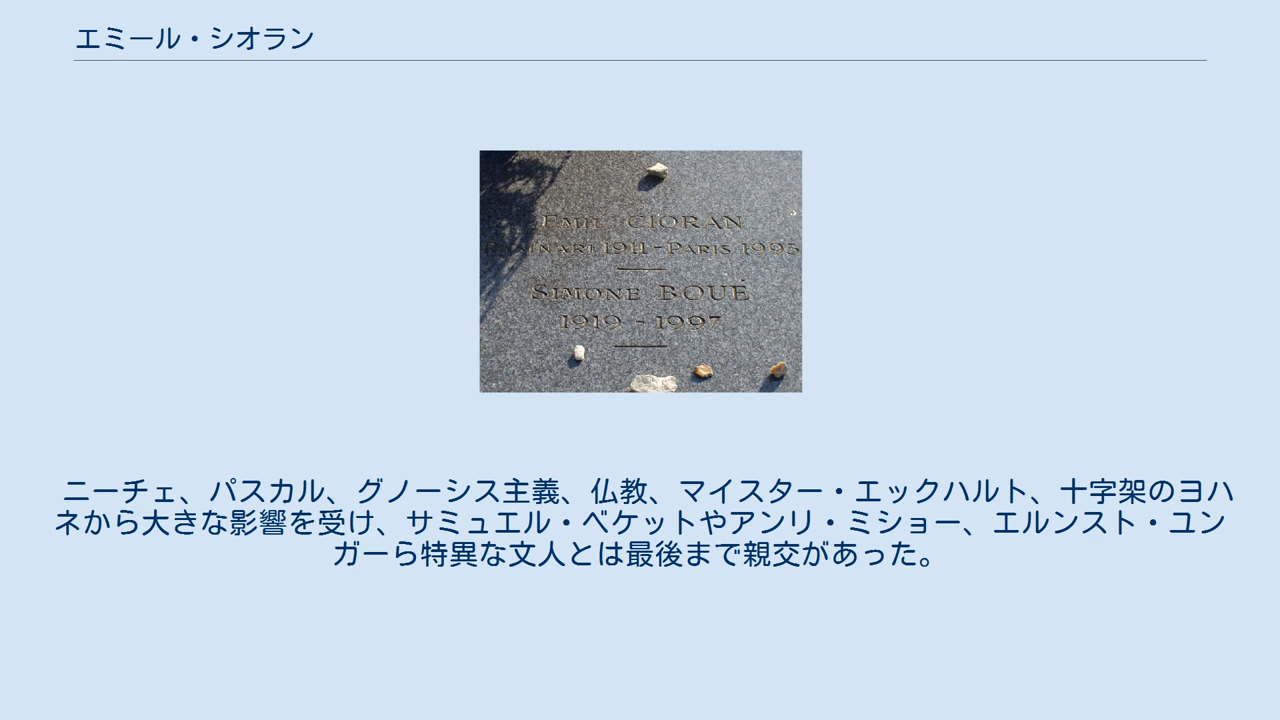 エミール・シオラン
EMIL CIORAN
1911 - PARIS 1995
SIMONE BOUÉ
1919 - 1997
ニーチェ、パスカル、グノーシス主義、仏教、マイスター・エックハルト、十字架のヨハ
ネから大きな影響を受け、サミュエル・ベケットやアンリ・ミショー、エルンスト・ユン
ガーら特異な文人とは最後まで親交があった。